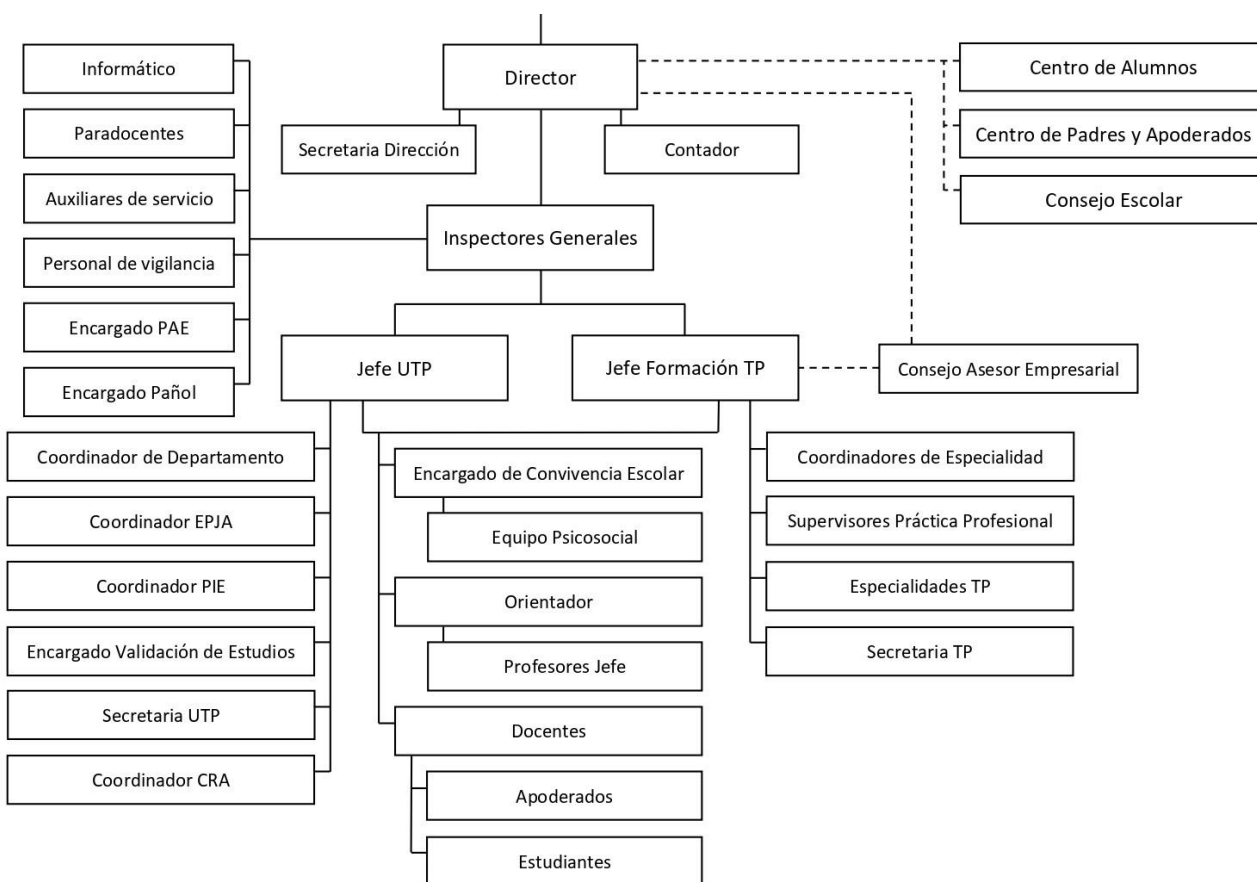 Informático
Director
Centro de Alumnos
Paradocentes
Secretaria Dirección
Contador
Centro de Padres y Apoderados
Auxiliares de servicio
Consejo Escolar
Inspectores Generales
Personal de vigilancia
Encargado PAE
Jefe UTP
Jefe Formación TP
Consejo Asesor Empresarial
Encargado Pañol
Coordinador de Departamento
Encargado de Convivencia Escolar
Coordinadores de Especialidad
Coordinador EPJA
Equipo Psicosocial
Supervisores Práctica Profesional
Coordinador PIE
Orientador
Especialidades TP
Encargado Validación de Estudios
Profesores Jefe
Secretaria TP
Secretaria UTP
Docentes
Coordinador CRA
Apoderados
Estudiantes